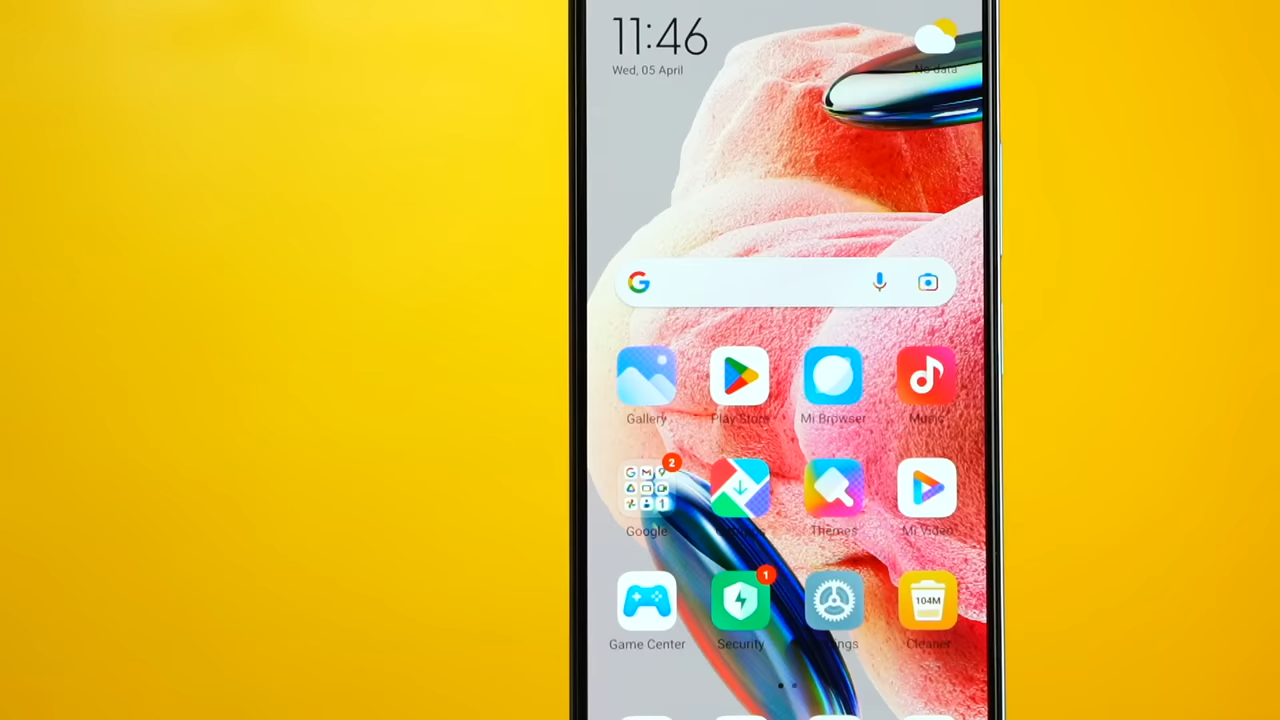 11:46
Wed, 05 April
No data
G
Gallery
Play Store
Mi Browser
Music
2
G
M
1
Google
Themes
Mi Video
1
104M
Game Center
Security
Cleaner